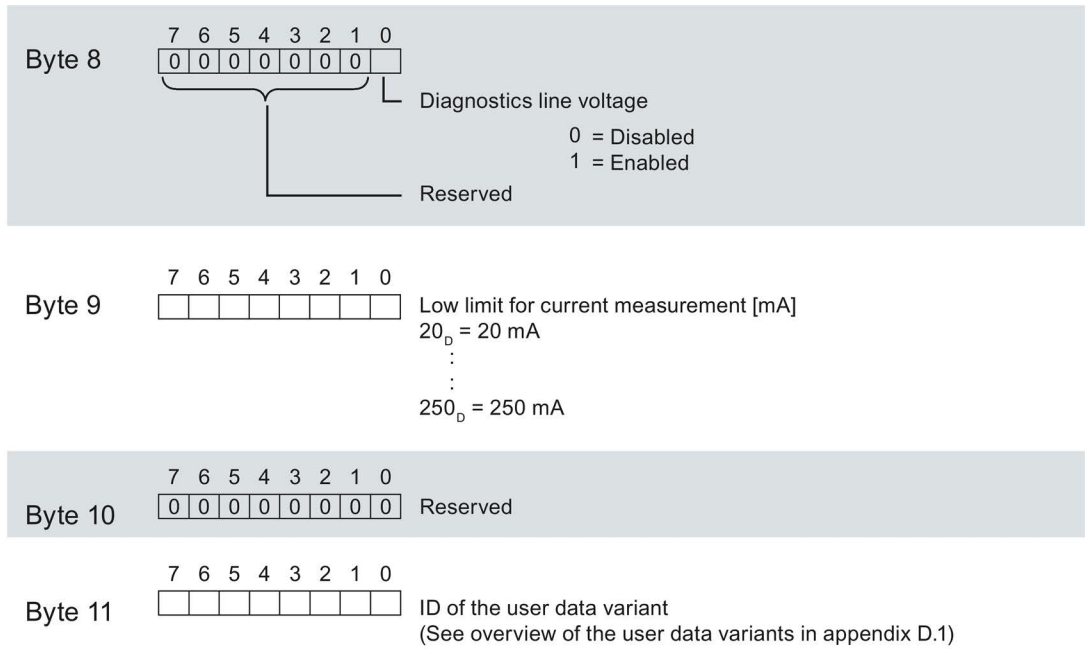 7 6 5 4 3 2 1 0
Byte 8
0 0 0 0 0 0 0
Diagnostics line voltage
0 = Disabled
1 = Enabled
Reserved
7 6 5 4 3 2 1 0
Byte 9
Low limit for current measurement [mA]
20D = 20 mA
:
:
250D = 250 mA
7 6 5 4 3 2 1 0
Byte 10
0 0 0 0 0 0 0 0
Reserved
7 6 5 4 3 2 1 0
Byte 11
ID of the user data variant
(See overview of the user data variants in appendix D.1)